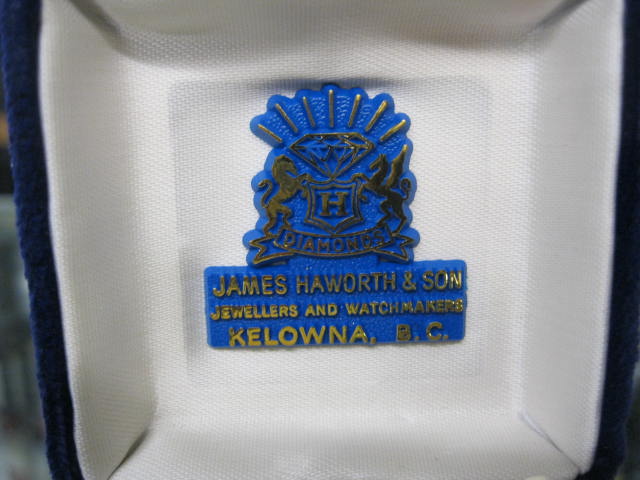 H
DIAMONDS
JAMES HAWORTH & SON
JEWELLERS AND WATCHMAKERS
KELOWNA, B.C.